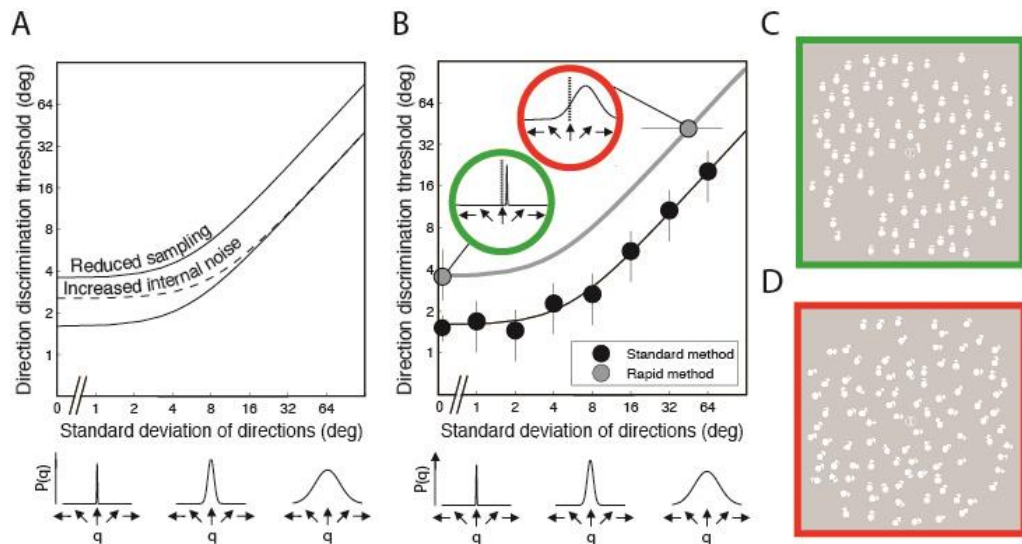 A
Direction discrimination threshold (deg)
64
32
16
8
4
2
1
Reduced sampling
Increased internal noise
0 1 2 4 8 16 32 64
Standard deviation of directions (deg)
P(q)
q q q
B
Direction discrimination threshold (deg)
64
32
16
8
4
2
1
Standard method
Rapid method
0 1 2 4 8 16 32 64
Standard deviation of directions (deg)
P(q)
q q q
C
D